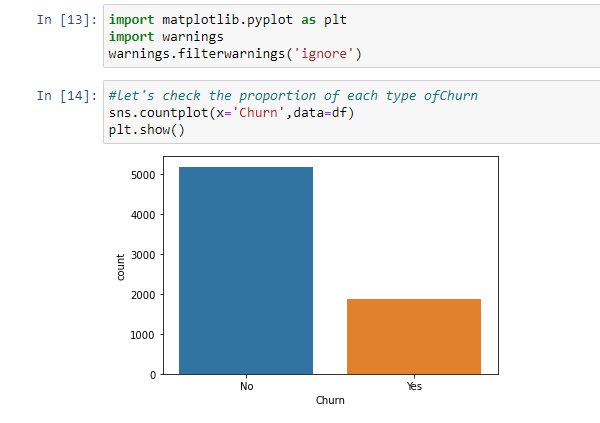 In [13]: import matplotlib.pyplot as plt
import warnings
warnings.filterwarnings('ignore')
In [14]: #Let's check the proportion of each type ofChurn
sns.countplot(x='Churn',data=df)
plt.show()
5000
4000
3000
2000
1000
0
count
No Yes
Churn